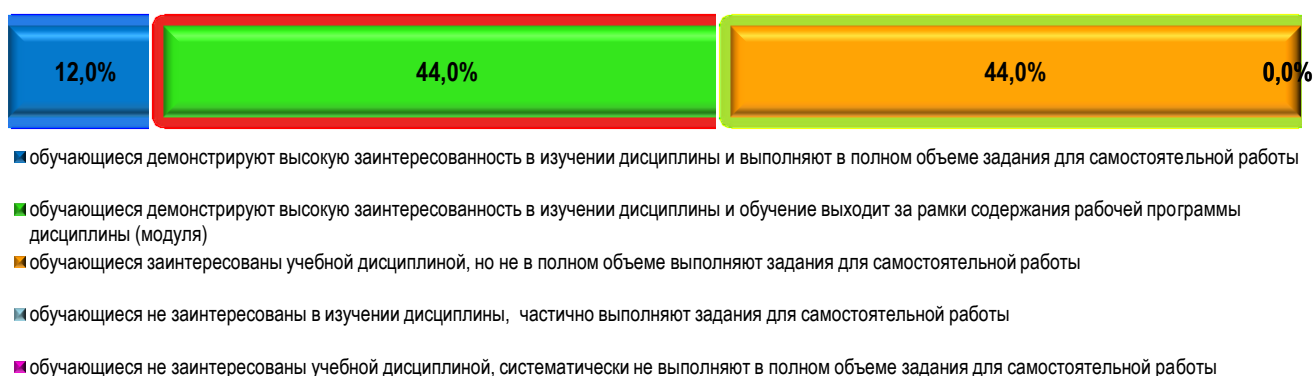 12,0% 44,0% 44,0% 0,0%
обучающиеся демонстрируют высокую заинтересованность в изучении дисциплины и выполняют в полном объеме задания для самостоятельной работы
обучающиеся демонстрируют высокую заинтересованность в изучении дисциплины и обучение выходит за рамки содержания рабочей программы
дисциплины (модуля)
обучающиеся заинтересованы учебной дисциплиной, но не в полном объеме выполняют задания для самостоятельной работы
обучающиеся не заинтересованы в изучении дисциплины, частично выполняют задания для самостоятельной работы
обучающиеся не заинтересованы учебной дисциплиной, систематически не выполняют в полном объеме задания для самостоятельной работы